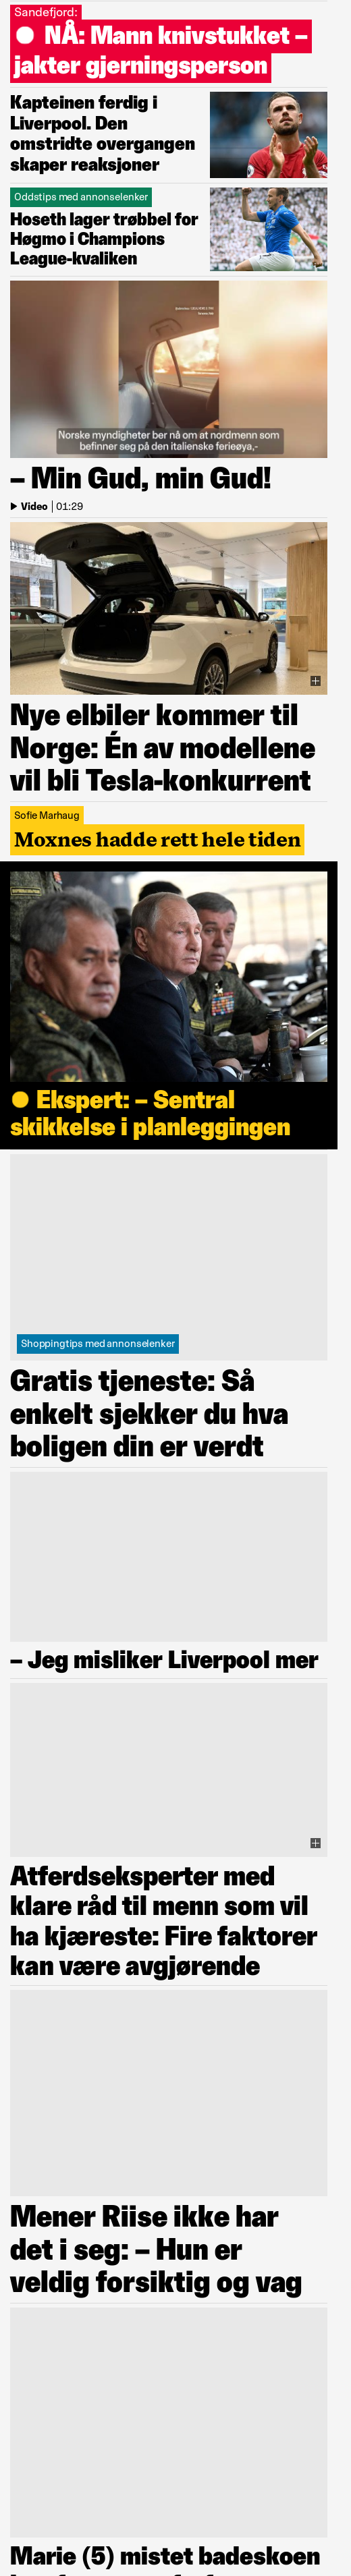 Sandefjord:
NÅ: Mann knivstukket –
jakter gjerningsperson
Kapteinen ferdig i
Liverpool. Den
omstridte overgangen
skaper reaksjoner
Oddstips med annonselenker
Hoseth lager trøbbel for
Høgmo i Champions
League-kvaliken
Norske myndigheter ber nå om at nordmenn som
befinner seg på den italienske ferieøya,-
– Min Gud, min Gud!
Video | 01:29
Nye elbiler kommer til
Norge: Én av modellene
vil bli Tesla-konkurrent
Sofie Marhaug
Moxnes hadde rett hele tiden
Ekspert: – Sentral
skikkelse i planleggingen
Shoppingtips med annonselenker
Gratis tjeneste: Så
enkelt sjekker du hva
boligen din er verdt
– Jeg misliker Liverpool mer
Atferdseksperter med
klare råd til menn som vil
ha kjæreste: Fire faktorer
kan være avgjørende
Mener Riise ikke har
det i seg: – Hun er
veldig forsiktig og vag
Marie (5) mistet badeskoen